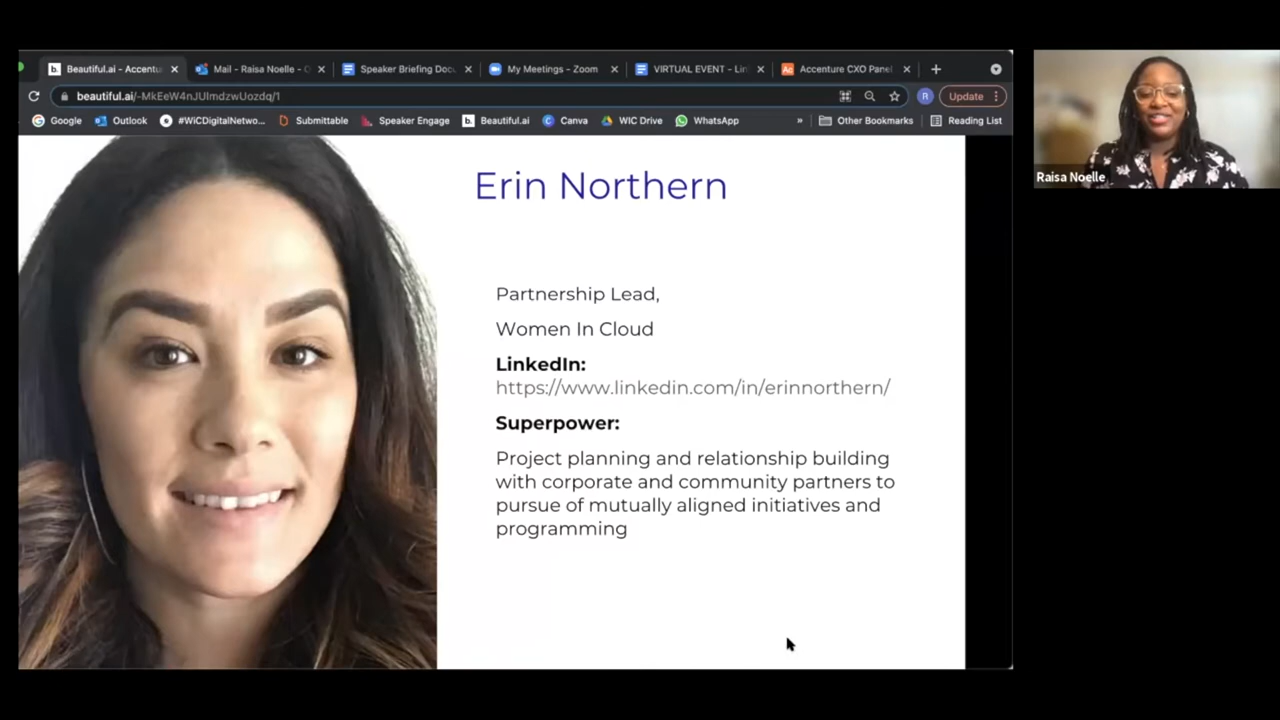 Beautiful.ai - Accentu
Mail - Raisa Noelle - O
Speaker Briefing Docu
My Meetings - Zoom
VIRTUAL EVENT - Lin
Accenture CXO Panel
beautiful.ai/-MkEeW4nJUlmdzwUozdq/1
R
Update
Google
Outlook
#WiCDigitalNetwo...
Submittable
Speaker Engage
b. Beautiful.ai
Canva
WIC Drive
WhatsApp
»
Other Bookmarks
Reading List
Erin Northern
Partnership Lead,
Women In Cloud
LinkedIn:
https://www.linkedin.com/in/erinnorthern/
Superpower:
Project planning and relationship building
with corporate and community partners to
pursue of mutually aligned initiatives and
programming
Raisa Noelle